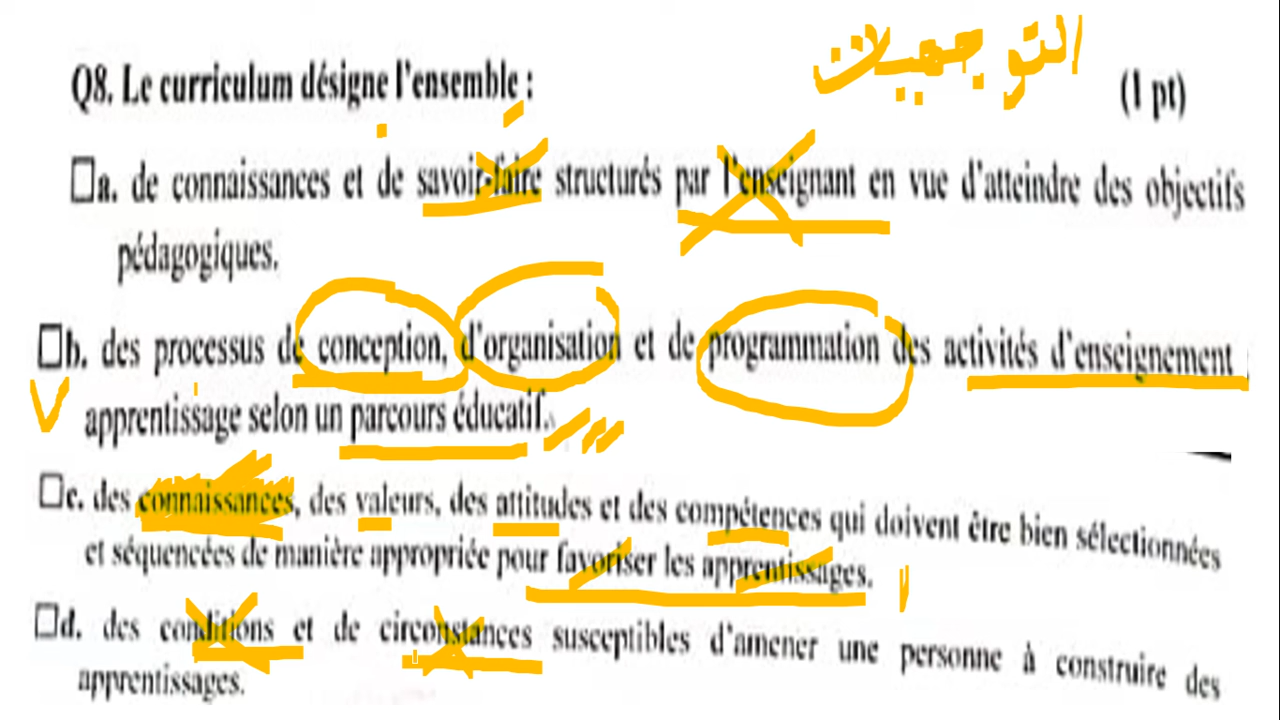 التوجهيات
Q8. Le curriculum désigne l'ensemble : (1 pt)
□a. de connaissances et de savoir-faire structurés par l'enseignant en vue d'atteindre des objectifs
pédagogiques.
□b. des processus de conception, d'organisation et de programmation des activités d'enseignement
apprentissage selon un parcours éducatif.
□c. des connaissances, des valeurs, des attitudes et des compétences qui doivent être bien sélectionnées
et séquencées de manière appropriée pour favoriser les apprentissages.
□d. des conditions et de circonstances susceptibles d'amener une personne à construire des
apprentissages.